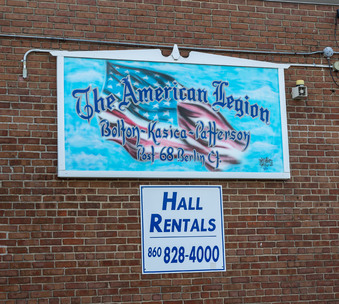 The American Legion
Bolton-Kasica-Patterson
Post 68-Berlin Ct.
HALL
RENTALS
860 828-4000